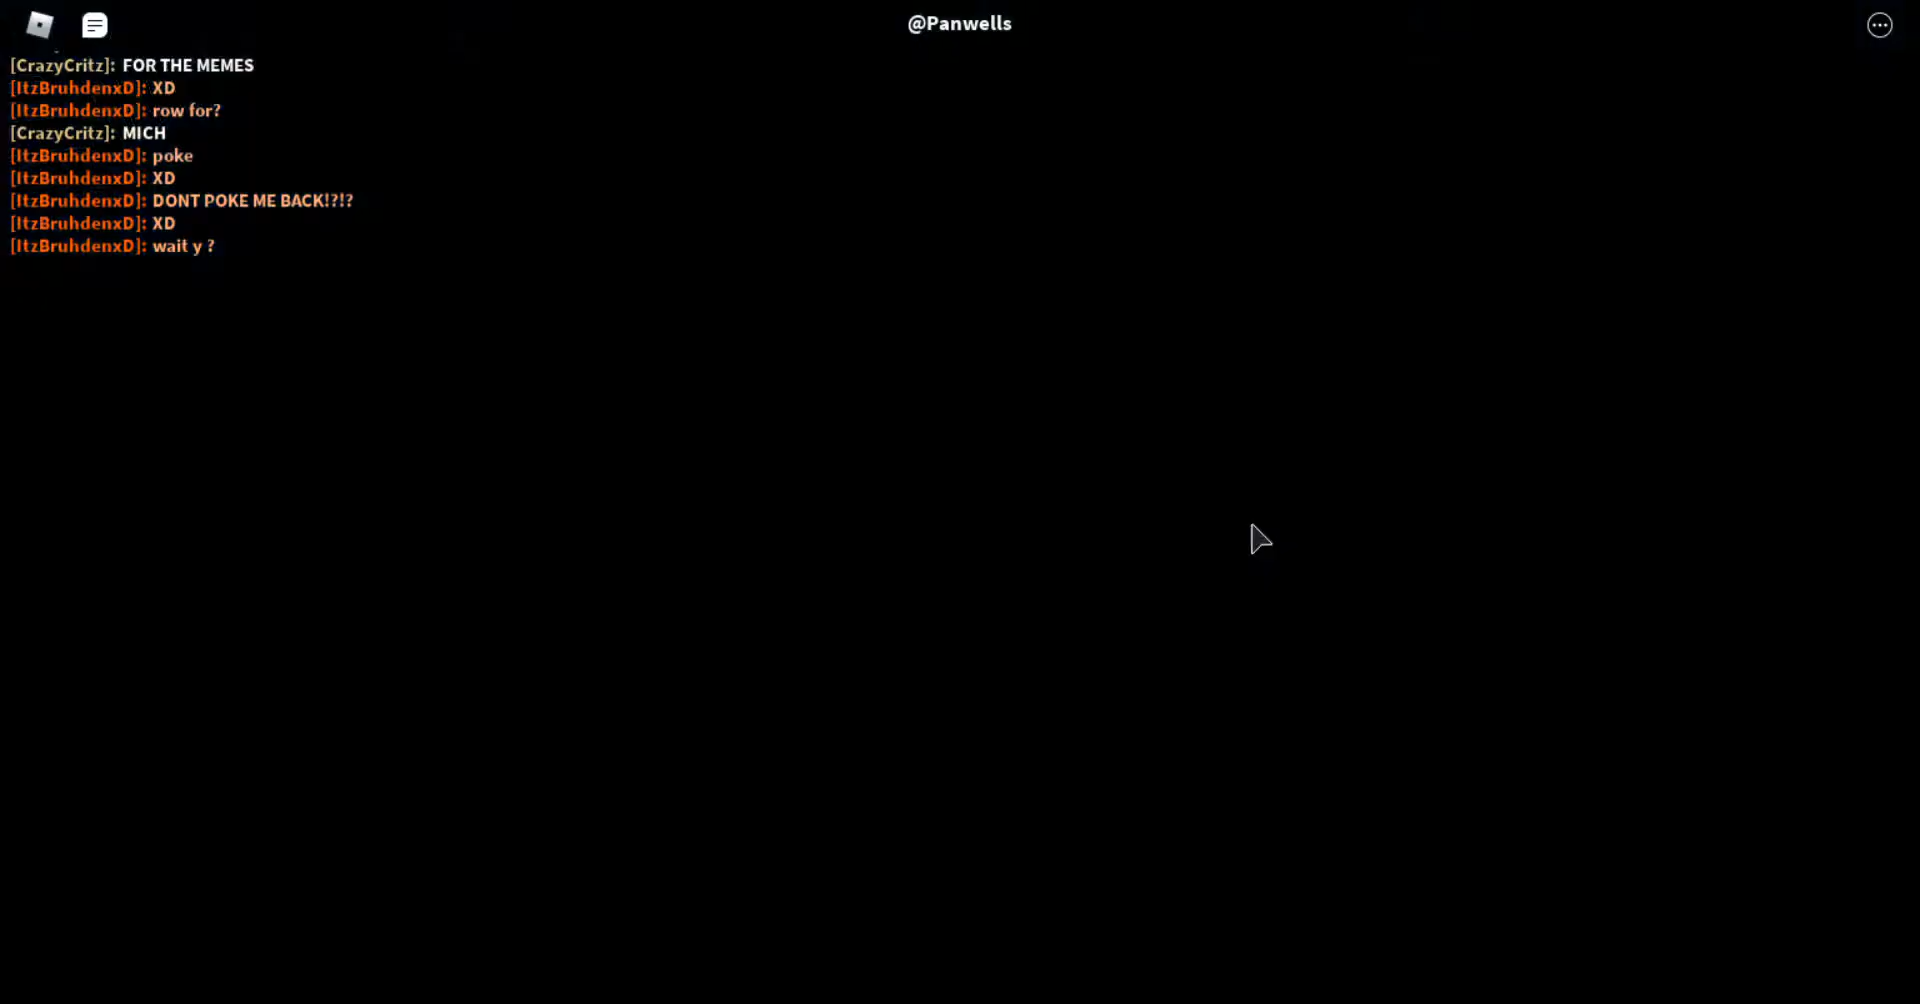 @Panwells
[CrazyCritz]: FOR THE MEMES
[ItzBruhdenxD]: XD
[ItzBruhdenxD]: row for?
[CrazyCritz]: MICH
[ItzBruhdenxD]: poke
[ItzBruhdenxD]: XD
[ItzBruhdenxD]: DONT POKE ME BACK!?!?
[ItzBruhdenxD]: XD
[ItzBruhdenxD]: wait y ?